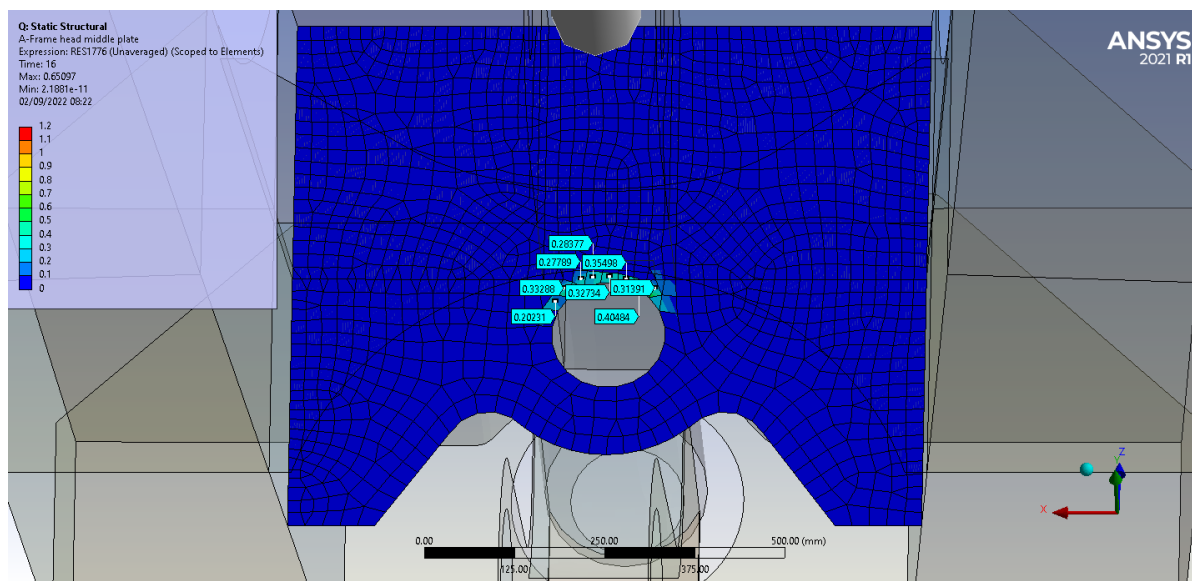 Q: Static Structural
A-Frame head middle plate
Expression: RES1776 (Unaveraged) (Scoped to Elements)
Time: 16
Max: 0.65097
Min: 2.1881e-11
02/09/2022 08:22
ANSYS
2021 R1
1.2
1.1
1
0.9
0.8
0.7
0.6
0.5
0.4
0.3
0.2
0.1
0
0.28377
0.27789
0.35498
0.33288
0.32734
0.31391
0.20231
0.40484
Z
Y
X
0.00
250.00
500.00 (mm)
125.00
375.00